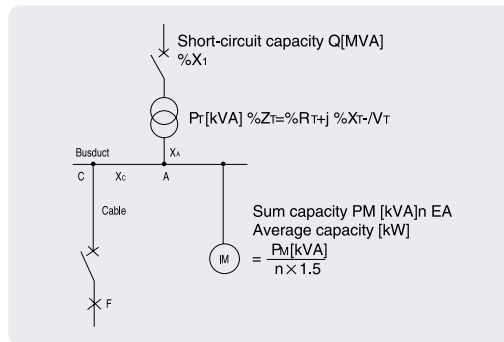 Short-circuit capacity Q[MVA]
%X1
PT[kVA] %ZT=%RT+j %XT-/VT
Busduct
XA
C
XC
A
Cable
Sum capacity PM [kVA]n EA
Average capacity [kW]
IM
= PM[kVA]
n×1.5
F